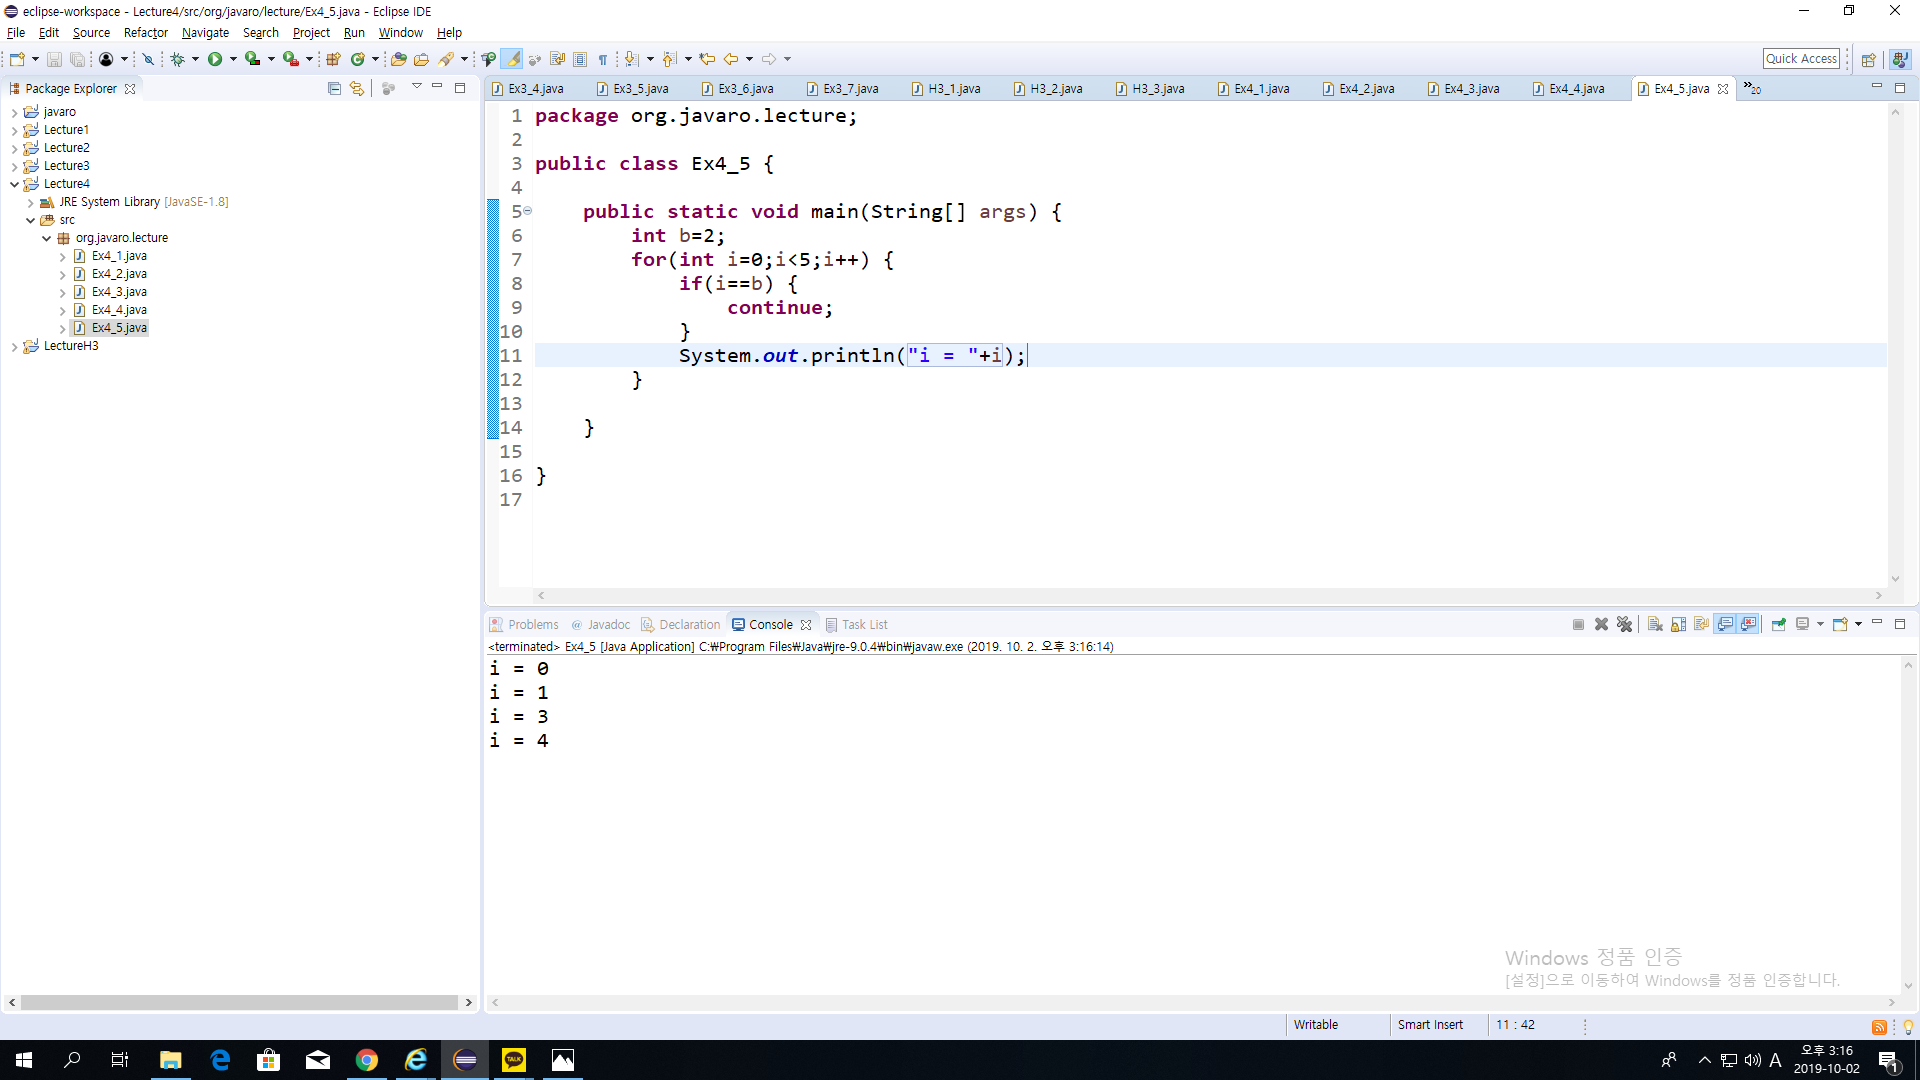 eclipse-workspace - Lecture4/src/org/javaro/lecture/Ex4_5.java - Eclipse IDE
File Edit Source Refactor Navigate Search Project Run Window Help
Quick Access
Package Explorer
javaro
Lecture1
Lecture2
Lecture3
Lecture4
JRE System Library [JavaSE-1.8]
src
org.javaro.lecture
Ex4_1.java
Ex4_2.java
Ex4_3.java
Ex4_4.java
Ex4_5.java
LectureH3
Ex3_4.java Ex3_5.java Ex3_6.java Ex3_7.java H3_1.java H3_2.java H3_3.java Ex4_1.java Ex4_2.java Ex4_3.java Ex4_4.java Ex4_5.java »20
1 package org.javaro.lecture;
2
3 public class Ex4_5 {
4
5 public static void main(String[] args) {
6 int b=2;
7 for(int i=0;i<5;i++) {
8 if(i==b) {
9 continue;
10 }
11 System.out.println("i = "+i);
12 }
13
14 }
15
16 }
17
Problems @ Javadoc Declaration Console Task List
<terminated> Ex4_5 [Java Application] C:₩Program Files₩Java₩jre-9.0.4₩bin₩javaw.exe (2019. 10. 2. 오후 3:16:14)
i = 0
i = 1
i = 3
i = 4
Windows 정품 인증
[설정]으로 이동하여 Windows를 정품 인증합니다.
Writable Smart Insert 11 : 42
TALK
A
오후 3:16
2019-10-02
1